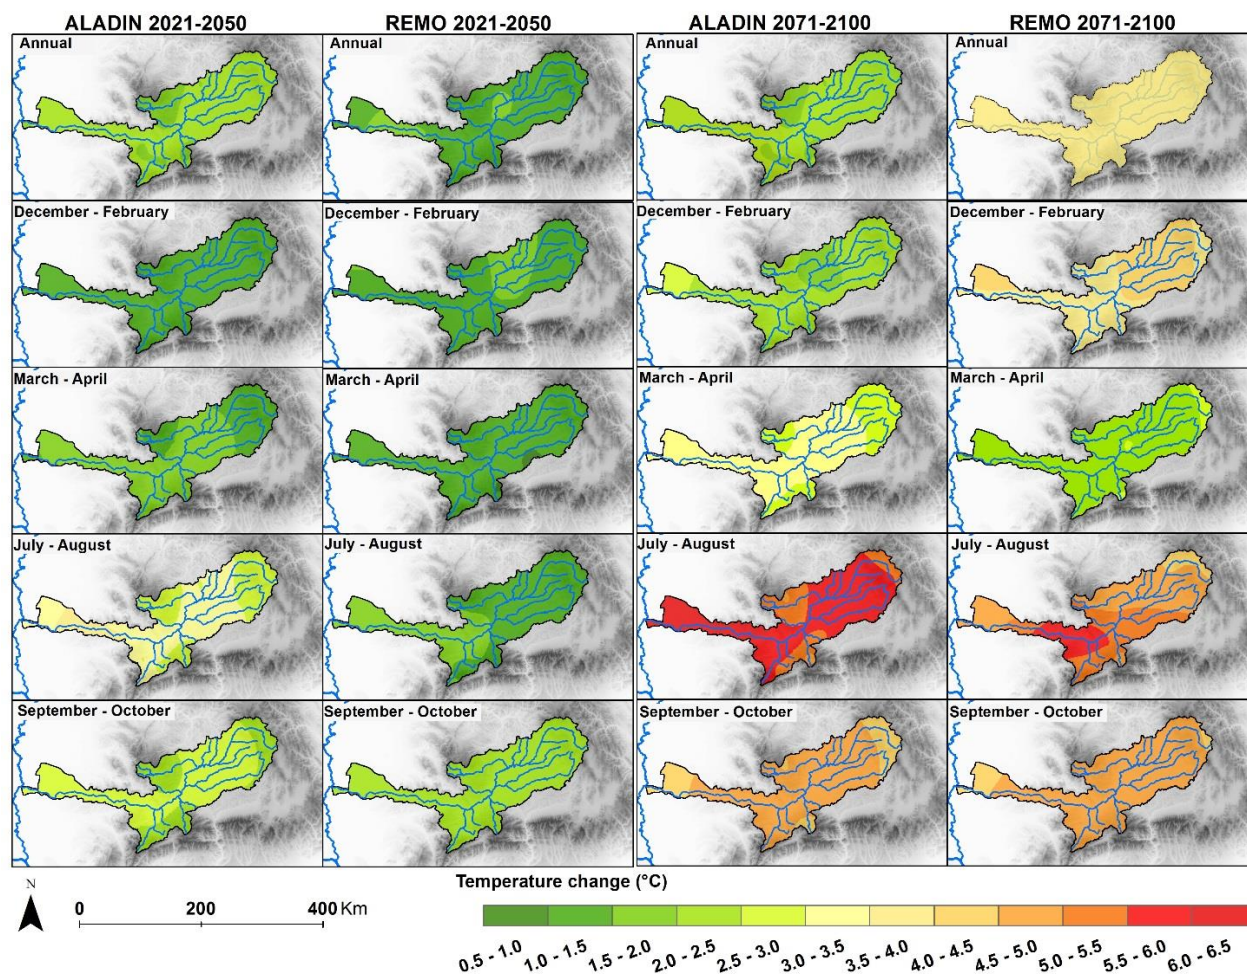 ALADIN 2021-2050 REMO 2021-2050 ALADIN 2071-2100 REMO 2071-2100
Annual Annual Annual Annual
December - February December - February December - February December - February
March - April March - April March - April March - April
July - August July - August July - August July - August
September - October September - October September - October September - October
Temperature change (°C)
N
0 200 400 Km
0.5 - 1.0 1.0 - 1.5 1.5 - 2.0 2.0 - 2.5 2.5 - 3.0 3.0 - 3.5 3.5 - 4.0 4.0 - 4.5 4.5 - 5.0 5.0 - 5.5 5.5 - 6.0 6.0 - 6.5